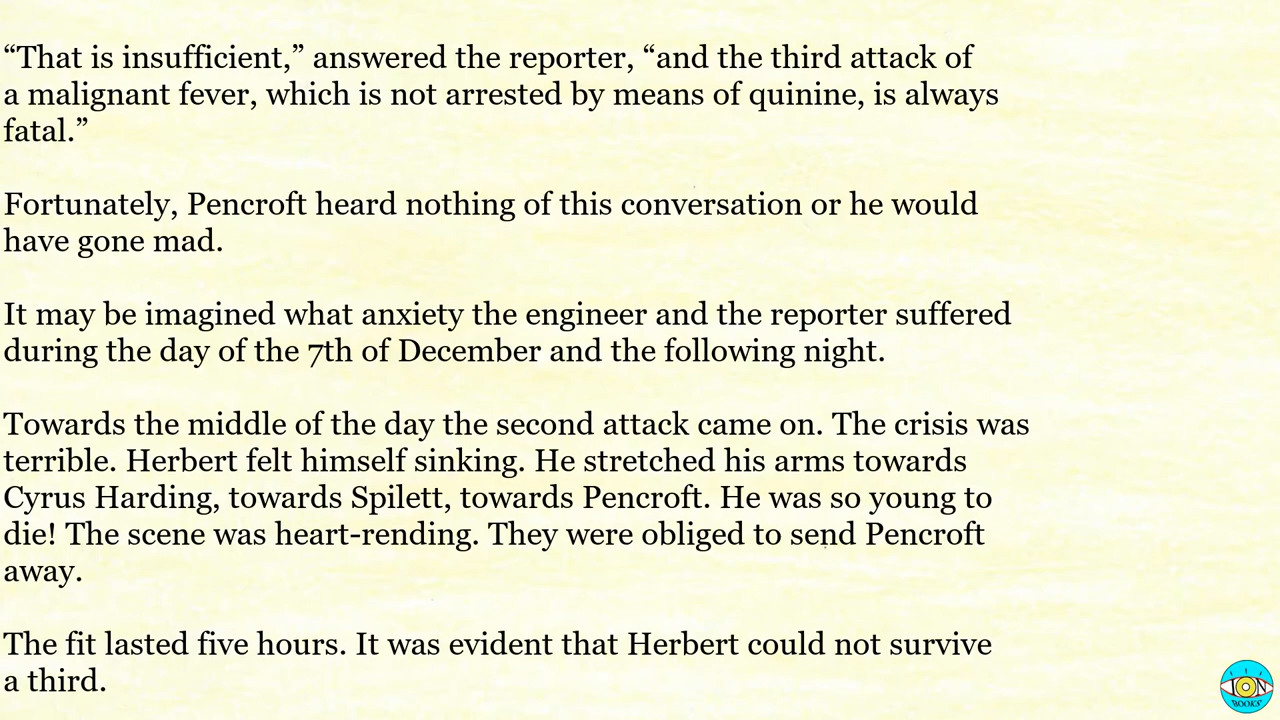 “That is insufficient,” answered the reporter, “and the third attack of
a malignant fever, which is not arrested by means of quinine, is always
fatal.”
Fortunately, Pencroft heard nothing of this conversation or he would
have gone mad.
It may be imagined what anxiety the engineer and the reporter suffered
during the day of the 7th of December and the following night.
Towards the middle of the day the second attack came on. The crisis was
terrible. Herbert felt himself sinking. He stretched his arms towards
Cyrus Harding, towards Spilett, towards Pencroft. He was so young to
die! The scene was heart-rending. They were obliged to send Pencroft
away.
The fit lasted five hours. It was evident that Herbert could not survive
a third.
ION
BOOKS